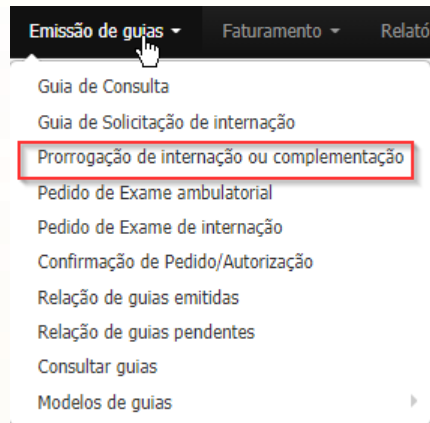 Emissão de guias Faturamento Relató
Guia de Consulta
Guia de Solicitação de internação
Prorrogação de internação ou complementação
Pedido de Exame ambulatorial
Pedido de Exame de internação
Confirmação de Pedido/Autorização
Relação de guias emitidas
Relação de guias pendentes
Consultar guias
Modelos de guias